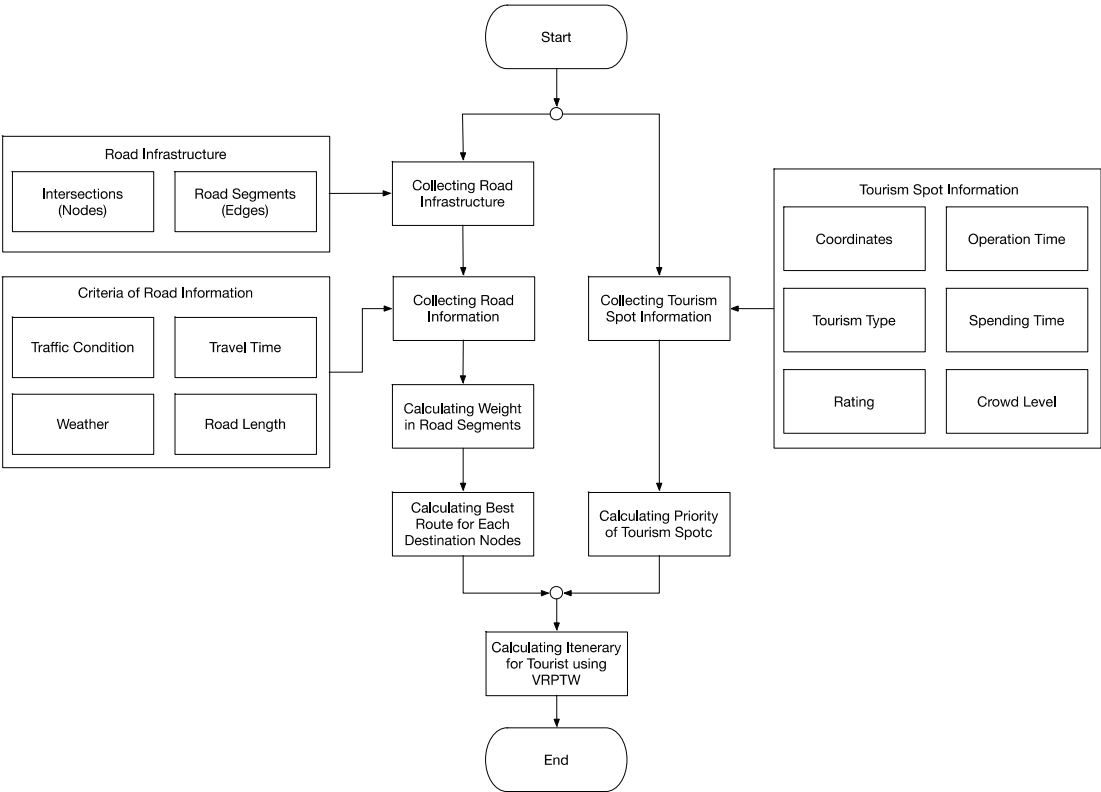 Start
Road Infrastructure
Intersections
(Nodes)
Road Segments
(Edges)
Collecting Road
Infrastructure
Tourism Spot Information
Coordinates
Operation Time
Tourism Type
Spending Time
Rating
Crowd Level
Criteria of Road Information
Traffic Condition
Travel Time
Weather
Road Length
Collecting Road
Information
Collecting Tourism
Spot Information
Calculating Weight
in Road Segments
Calculating Best
Route for Each
Destination Nodes
Calculating Priority
of Tourism Spotc
Calculating Itenerary
for Tourist using
VRPTW
End